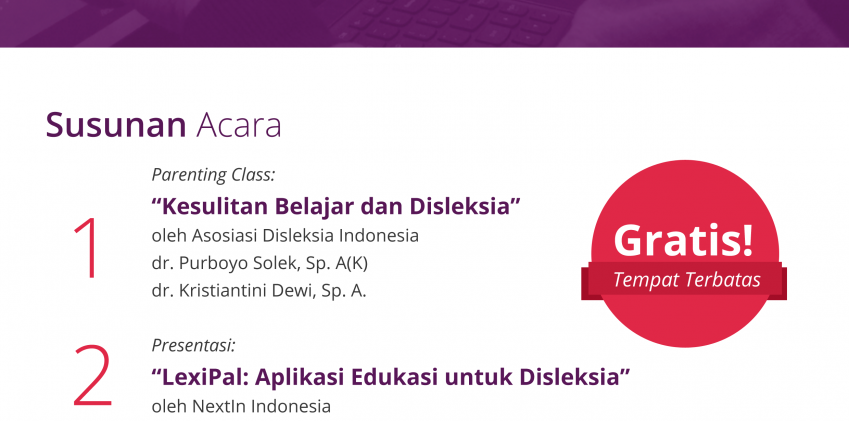 Susunan Acara
Parenting Class:
1
“Kesulitan Belajar dan Disleksia”
oleh Asosiasi Disleksia Indonesia
dr. Purboyo Solek, Sp. A(K)
dr. Kristiantini Dewi, Sp. A.
Gratis!
Tempat Terbatas
Presentasi:
2
“LexiPal: Aplikasi Edukasi untuk Disleksia”
oleh NextIn Indonesia